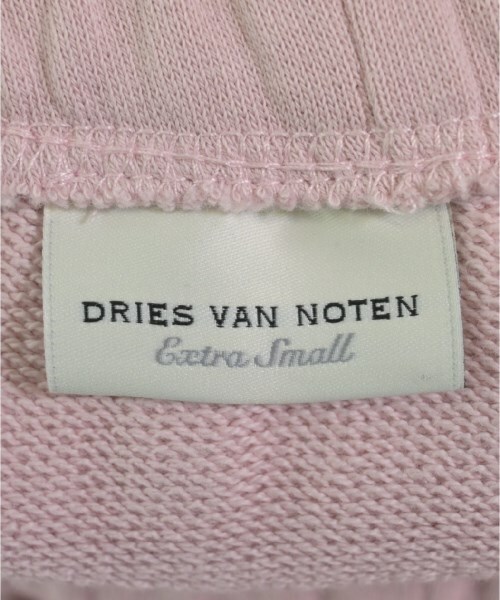 DRIES VAN NOTEN
Extra Small